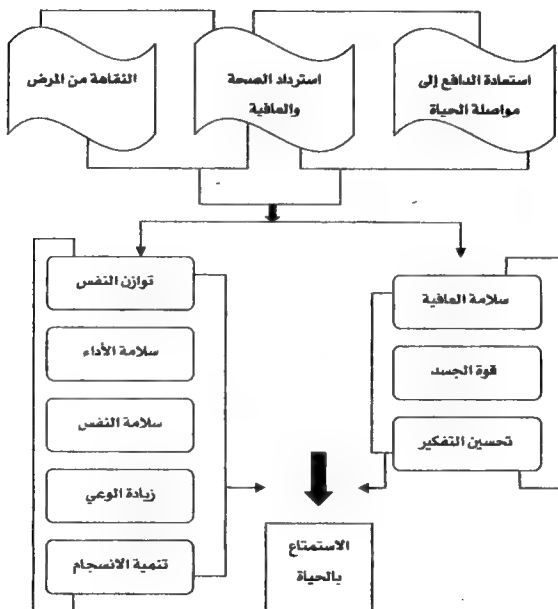 استعادة الدافع إلى
مواصلة الحياة
استرداد الصحة
والعافية
النقاهة من المرض
سلامة العافية
قوة الجسد
تحسين التفكير
توازن النفس
سلامة الأداء
سلامة النفس
زيادة الوعي
تنمية الانسجام
الاستمتاع
بالحياة